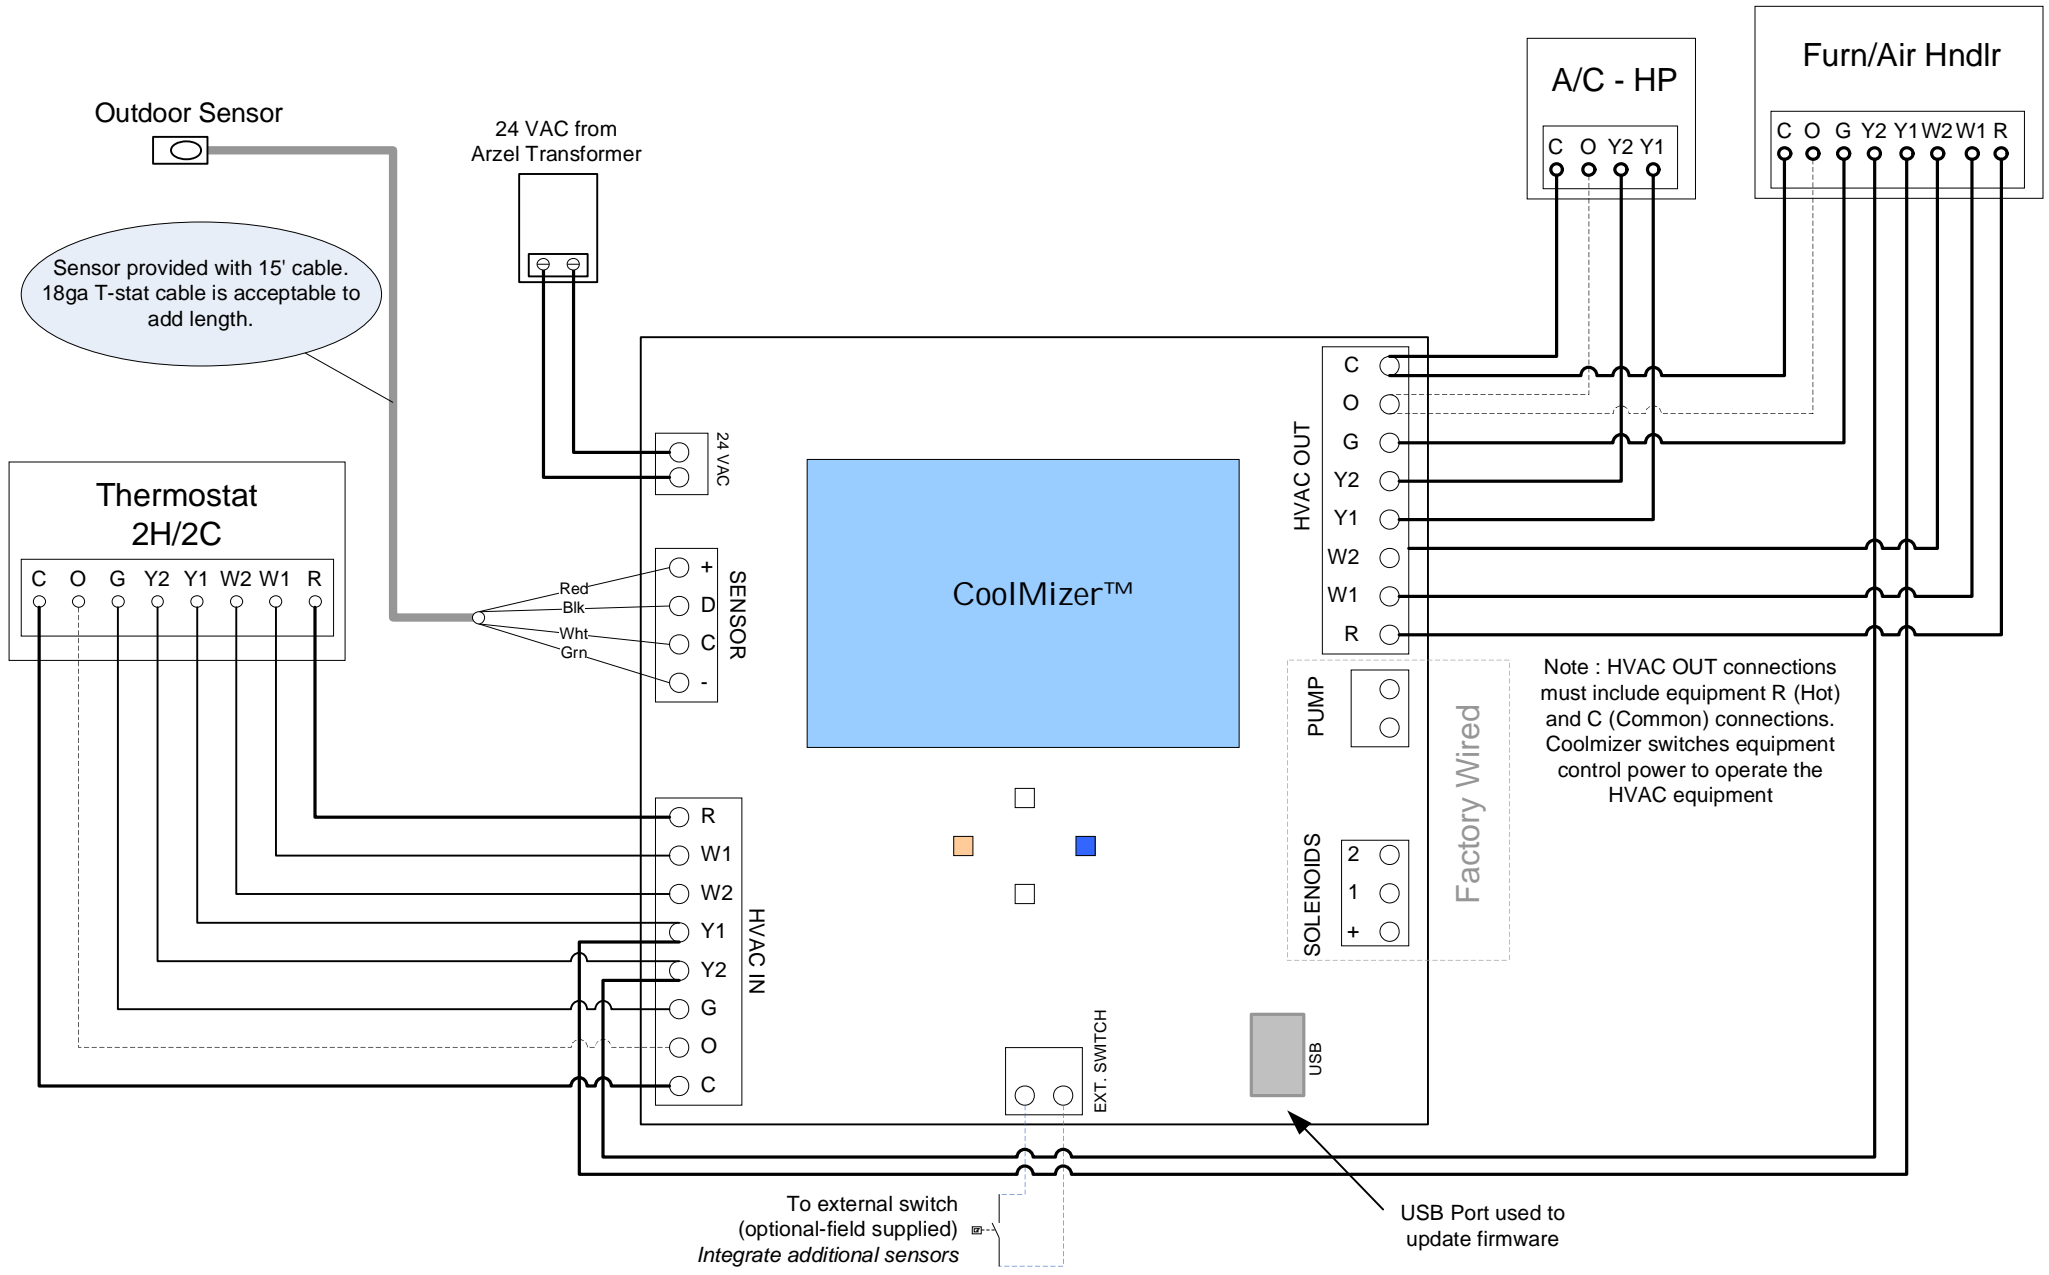 Outdoor Sensor
24 VAC from
Arzel Transformer
A/C - HP
C O Y2 Y1
Furn/Air Hndlr
C O G Y2 Y1 W2 W1 R
Sensor provided with 15' cable.
18ga T-stat cable is acceptable to
add length.
Thermostat
2H/2C
C O G Y2 Y1 W2 W1 R
24 VAC
Red
Blk
Wht
Grn
+
D
C
-
SENSOR
CoolMizer™
HVAC OUT
C
O
G
Y2
Y1
W2
W1
R
Note : HVAC OUT connections
must include equipment R (Hot)
and C (Common) connections.
Coolmizer switches equipment
control power to operate the
HVAC equipment
PUMP
Factory Wired
SOLENOIDS
2
1
+
R
W1
W2
Y1
Y2
G
O
C
HVAC IN
EXT. SWITCH
USB
To external switch
(optional-field supplied)
Integrate additional sensors
USB Port used to
update firmware